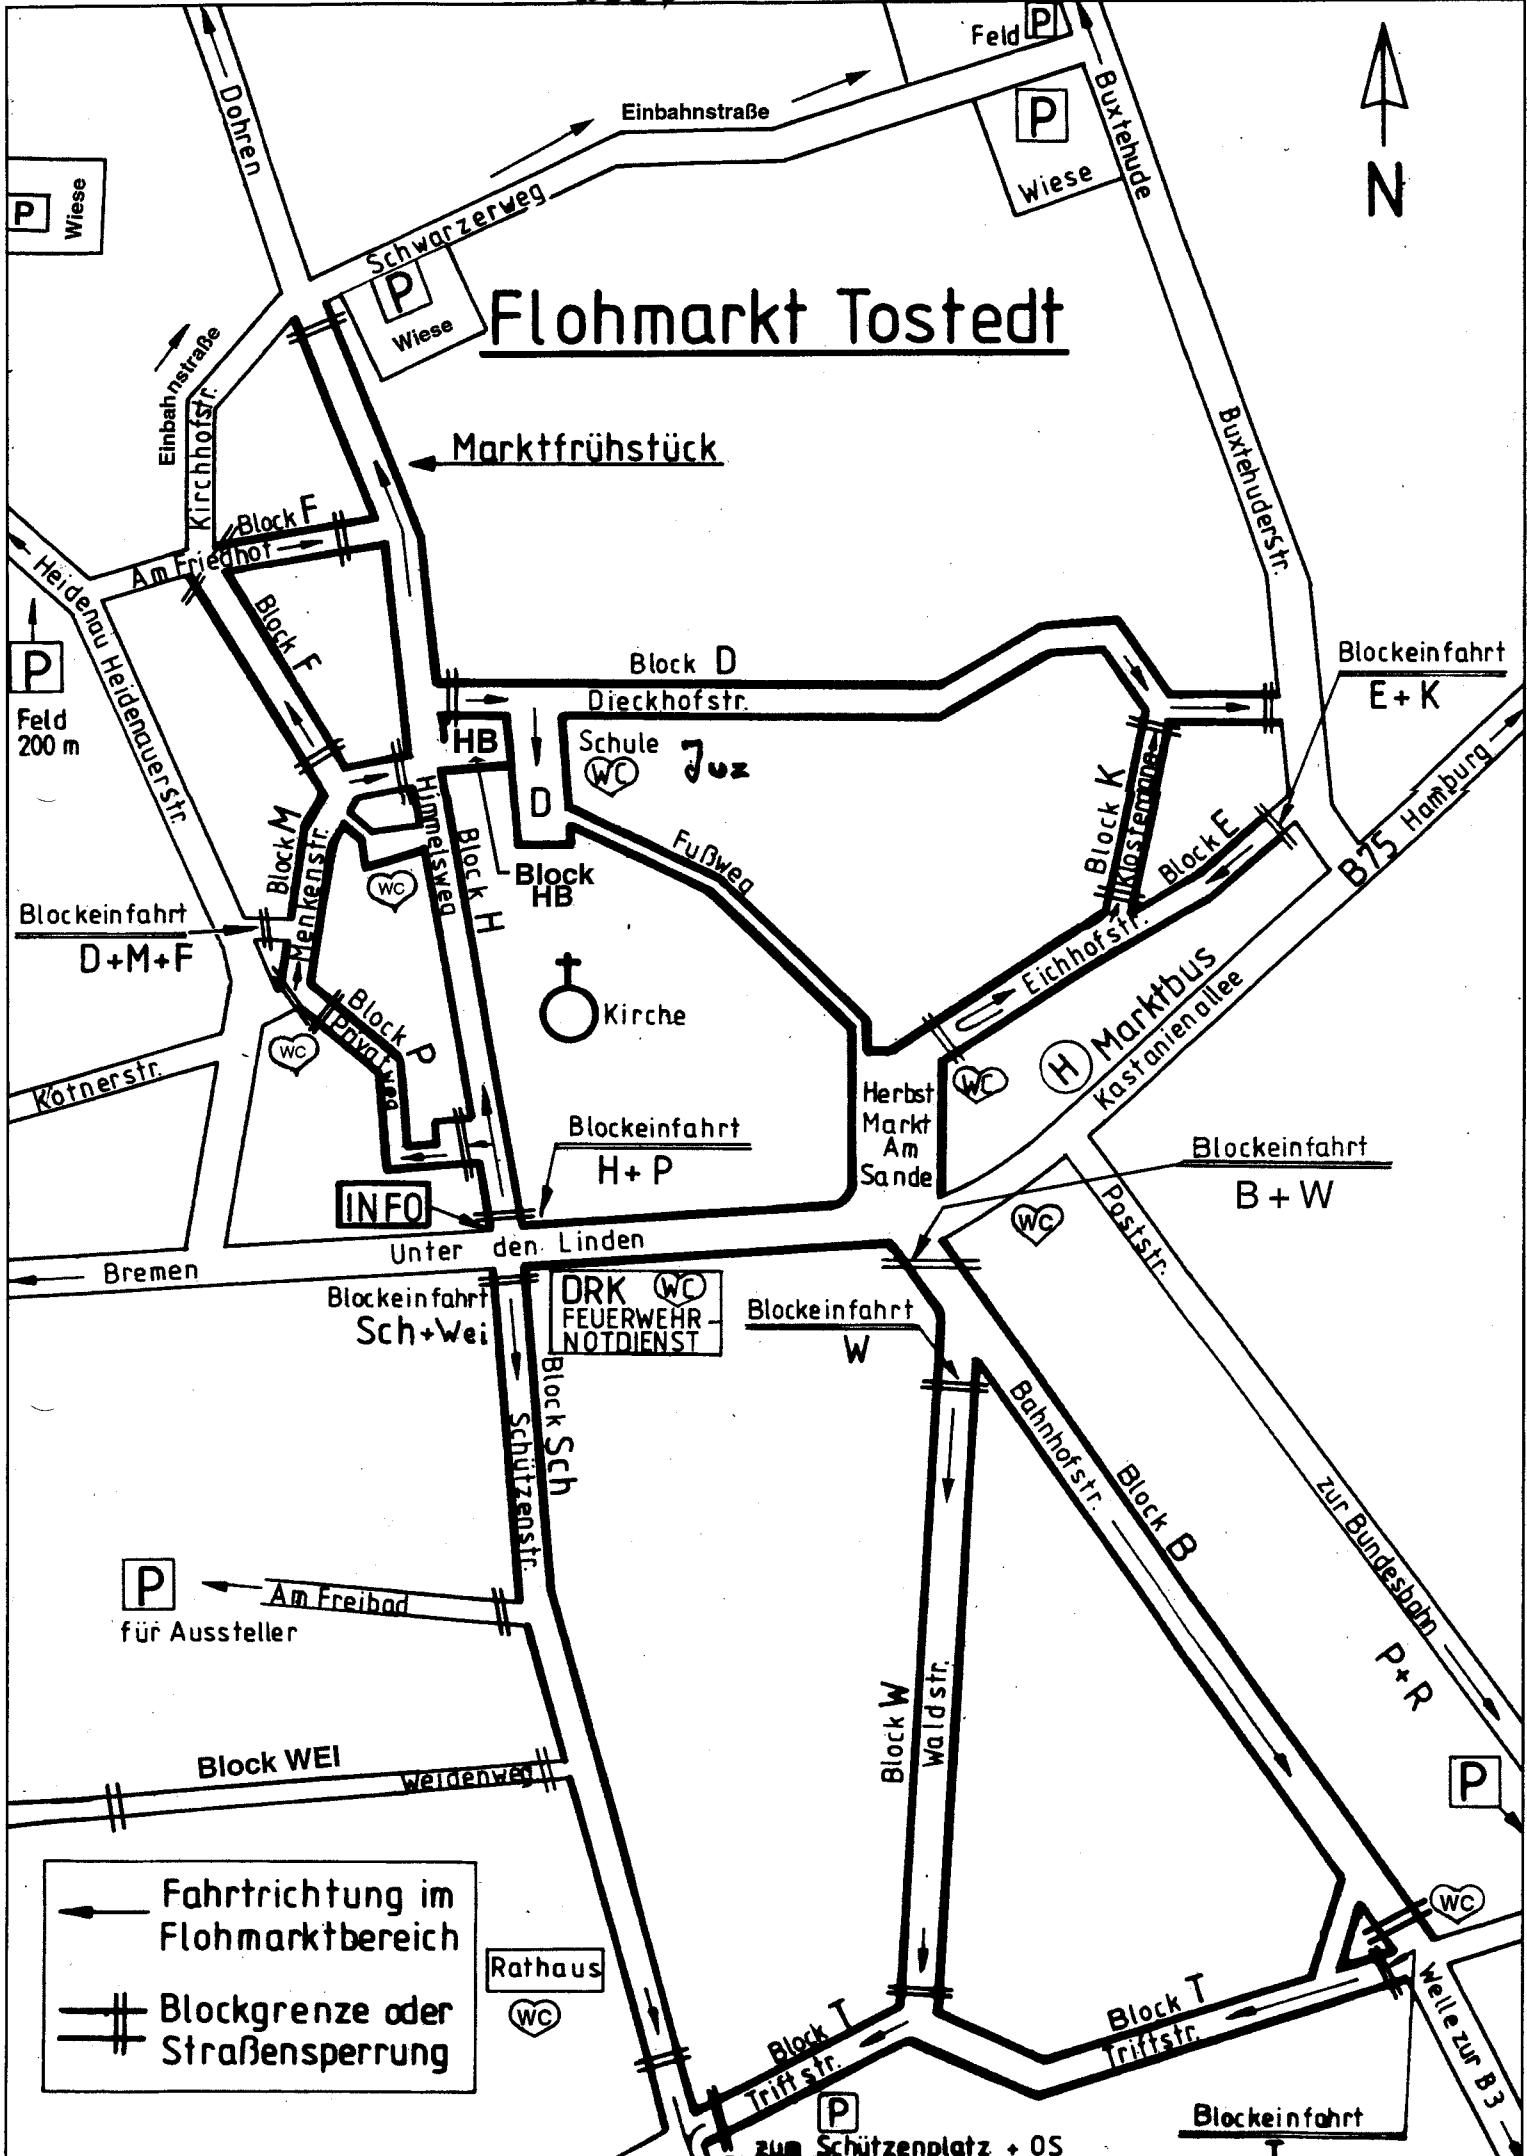 Feld P
Dohren
Einbahnstraße
Buxtehude
P
Wiese
P
Wiese
N
Schwarzerweg
P
Wiese
Flohmarkt Tostedt
Einbahnstraße
Kirchhofstr.
Marktfrühstück
Buxtehuderstr.
Block F
Am Friedhof
Heidenau
Heidenauerstr.
Block F
P
Feld
200 m
Block D
Dieckhofstr.
Blockeinfahrt
E + K
HB
Schule
WC
Juz
D
Himmelsweg
Block H
Block
HB
Fußweg
Block K
Block E
Hamburg
B75
Block M
Menkenstr.
WC
Blockeinfahrt
D+M+F
Eichhofstr.
Marktbus
H
Kastanienallee
Kirche
Block P
Privatweg
WC
WC
Kötnerstr.
Herbst
Markt
Am
Sande
Blockeinfahrt
H + P
Blockeinfahrt
B + W
INFO
WC
Poststr.
Unter den Linden
Bremen
Blockeinfahrt
Sch+Wei
DRK WC
FEUERWEHR-
NOTDIENST
Blockeinfahrt
W
Block Sch
Schützenstr.
Bahnhofstr.
Block B
zur Bundesbahn
P+R
P
für Aussteller
Am Freibad
Block W
Waldstr.
Block WEI
Weidenweg
P
WC
Fahrtrichtung im
Flohmarktbereich
Blockgrenze oder
Straßensperrung
Rathaus
WC
Block T
Triftstr.
Block T
Triftstr.
Welle zur B3
P
zum Schützenplatz + OS
Blockeinfahrt
T